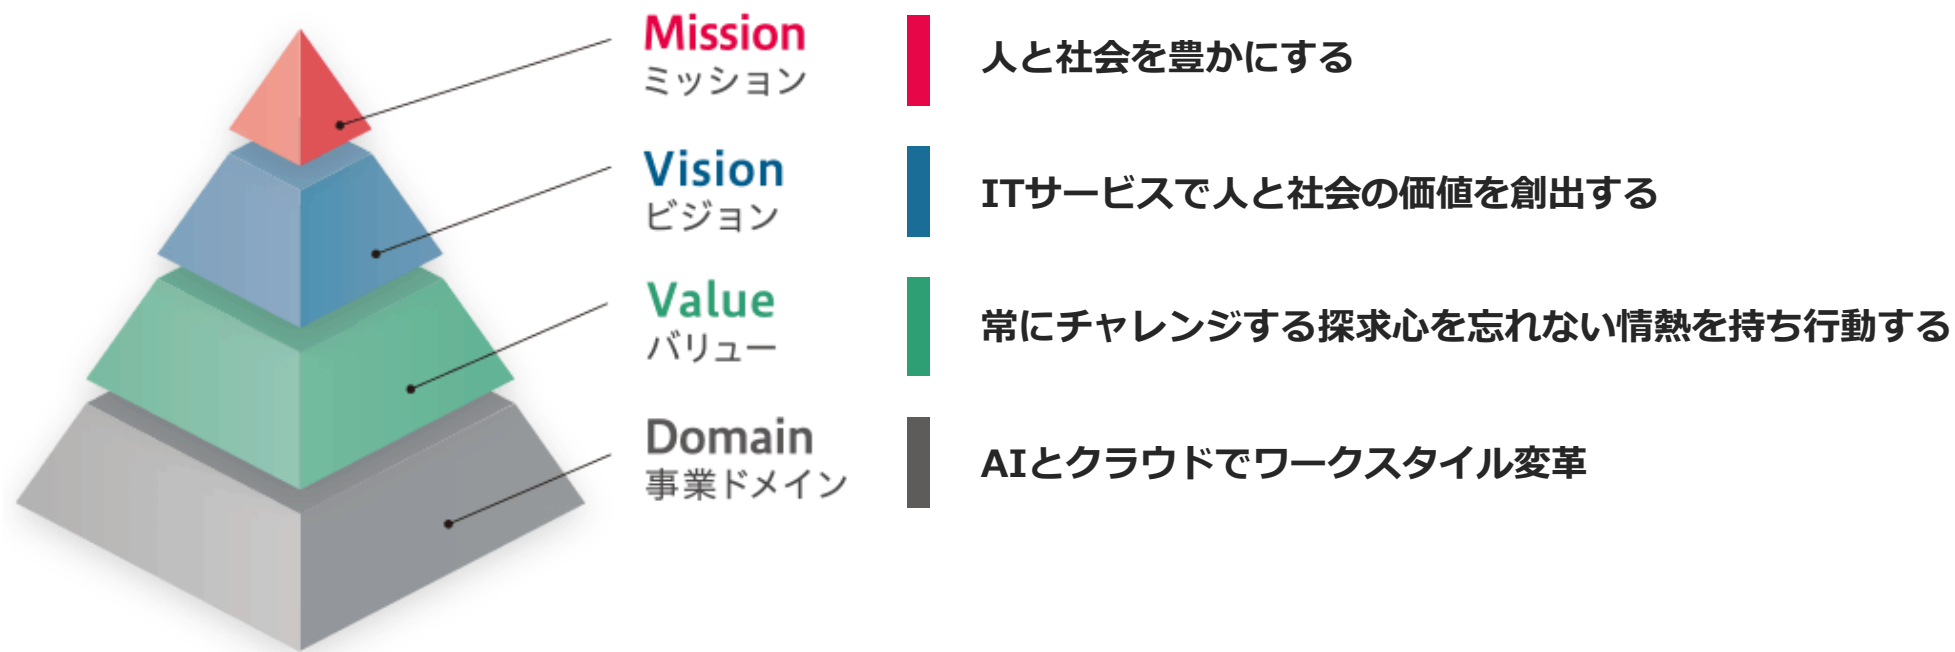 Mission
ミッション
人と社会を豊かにする
Vision
ビジョン
ITサービスで人と社会の価値を創出する
Value
バリュー
常にチャレンジする探求心を忘れない情熱を持ち行動する
Domain
事業ドメイン
AIとクラウドでワークスタイル変革